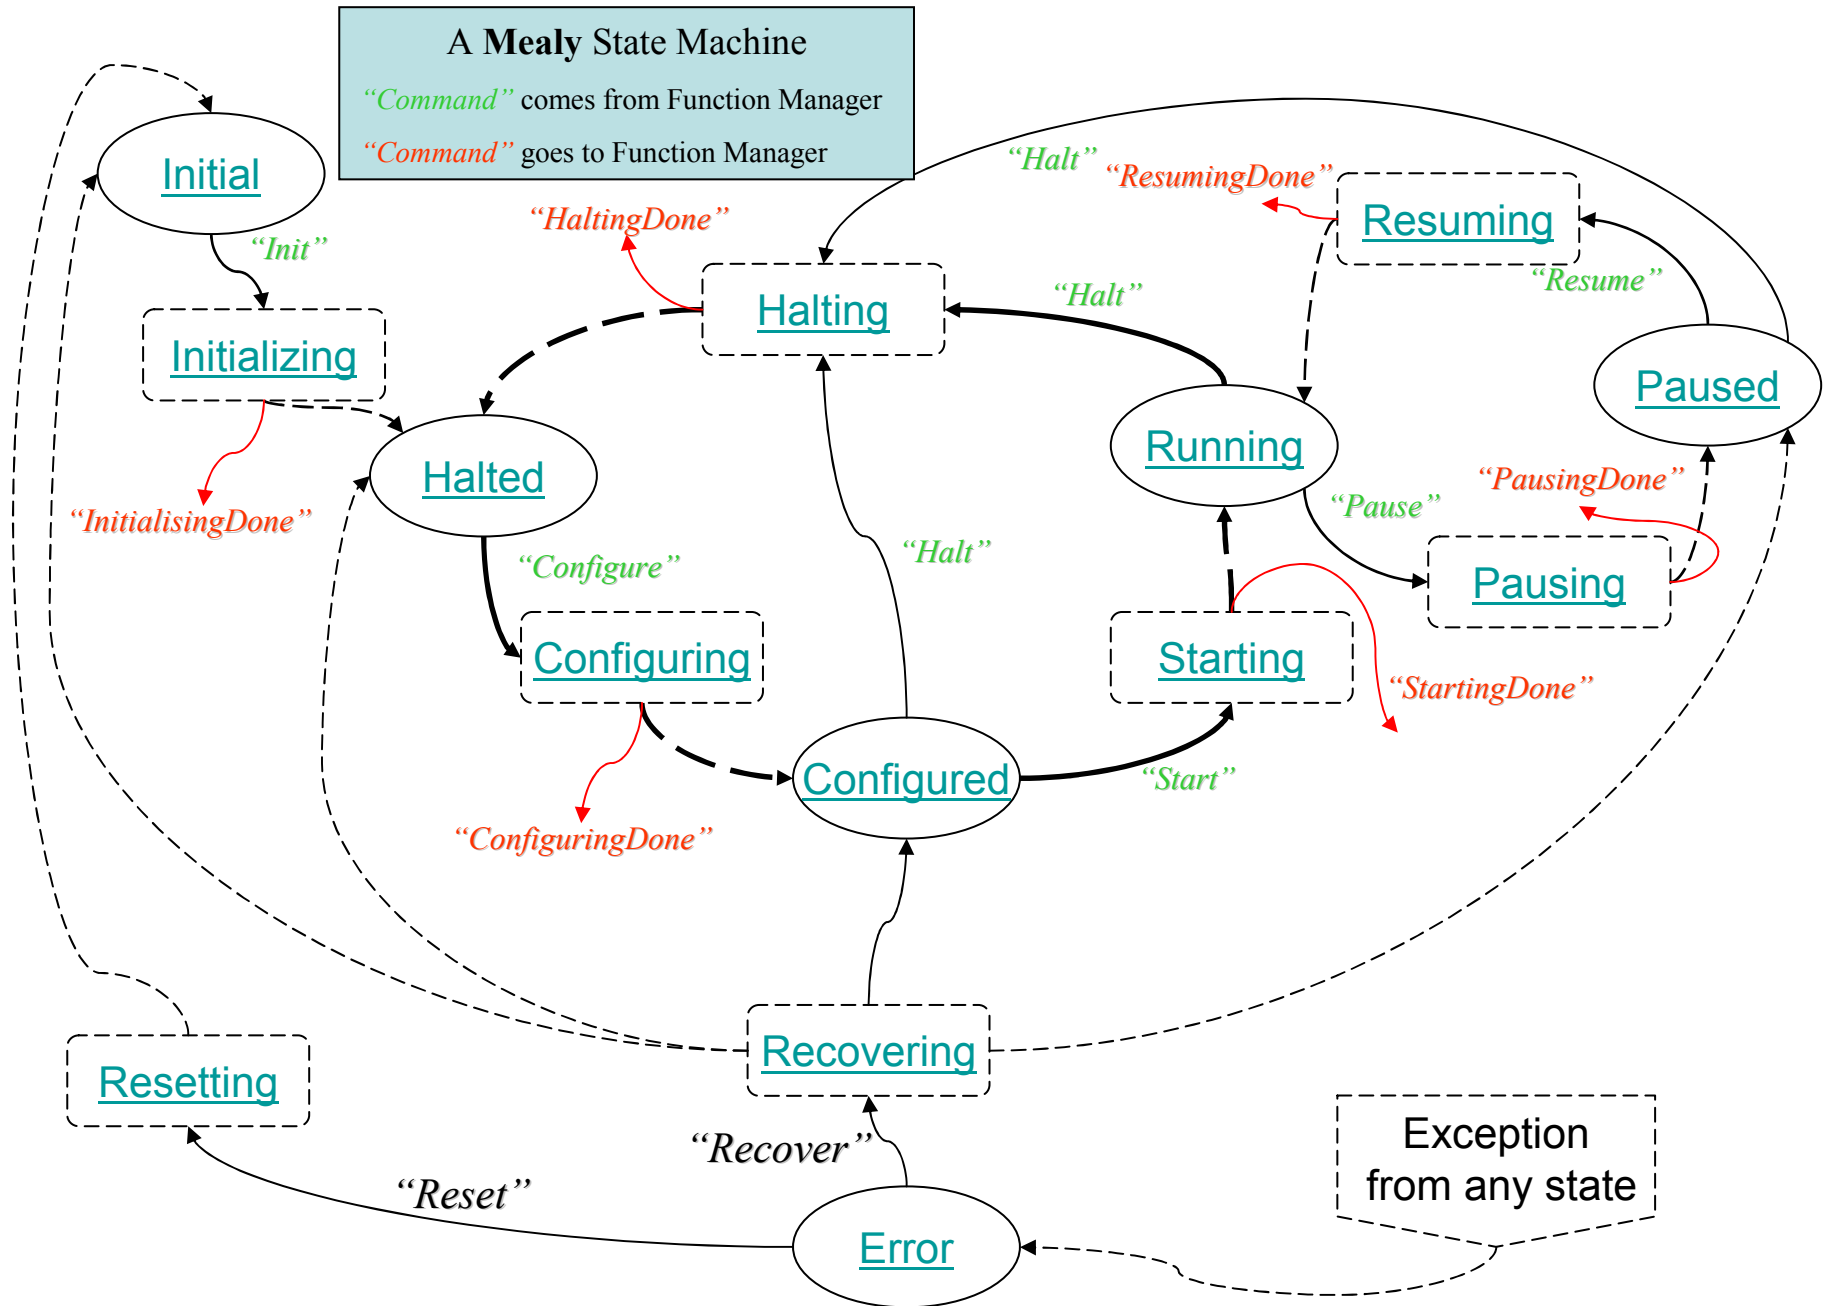 A Mealy State Machine
“Command” comes from Function Manager
“Command” goes to Function Manager
Initial
“Init”
Initializing
“InitialisingDone”
“HaltingDone”
Halting
“Halt”
“Halt”
“ResumingDone”
Resuming
“Resume”
Paused
Running
“Pause”
“PausingDone”
Pausing
Halted
“Configure”
“Halt”
Configuring
Starting
“StartingDone”
Configured
“Start”
“ConfiguringDone”
Recovering
Resetting
“Recover”
“Reset”
Error
Exception
from any state